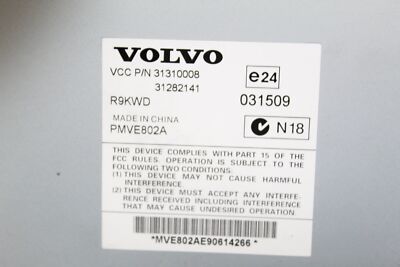 VOLVO
VCC P/N 31310008
31282141
e24
R9KWD
031509
MADE IN CHINA
PMVE802A
N18
THIS DEVICE COMPLIES WITH PART 15 OF THE
FCC RULES. OPERATION IS SUBJECT TO THE
FOLLOWING TWO CONDITIONS:
(1) THIS DEVICE MAY NOT CAUSE HARMFUL
INTERFERENCE, AND
(2) THIS DEVICE MUST ACCEPT ANY INTERFE-
RENCE RECEIVED INCLUDING INTERFERENCE
THAT CAUSE UNDESIRED OPERATION
*MVE802AE90614266*